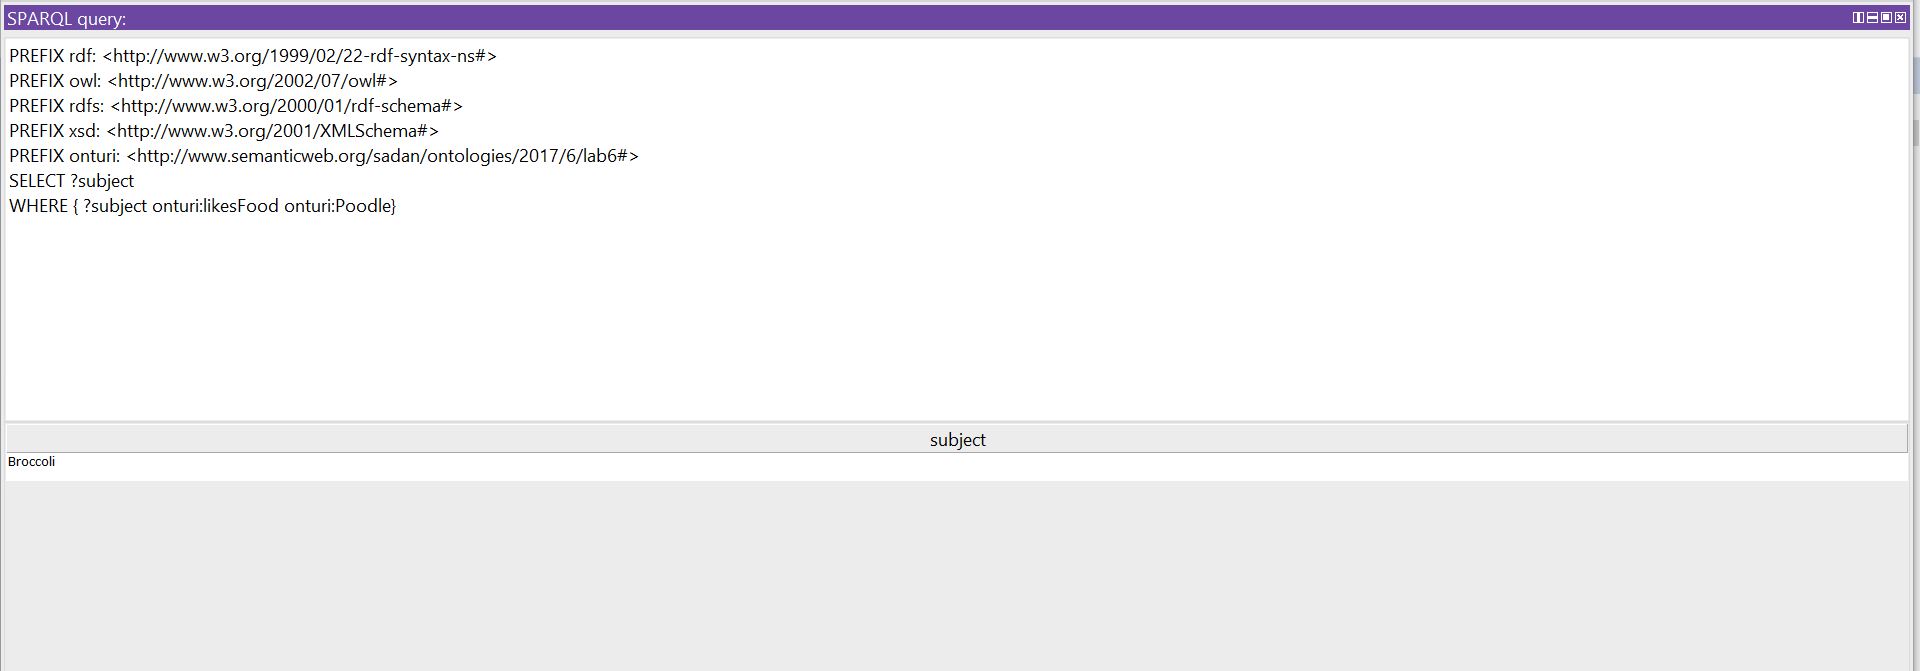 SPARQL query:
PREFIX rdf: <http://www.w3.org/1999/02/22-rdf-syntax-ns#>
PREFIX owl: <http://www.w3.org/2002/07/owl#>
PREFIX rdfs: <http://www.w3.org/2000/01/rdf-schema#>
PREFIX xsd: <http://www.w3.org/2001/XMLSchema#>
PREFIX onturi: <http://www.semanticweb.org/sadan/ontologies/2017/6/lab6#>
SELECT ?subject
WHERE { ?subject onturi:likesFood onturi:Poodle}
subject
Broccoli